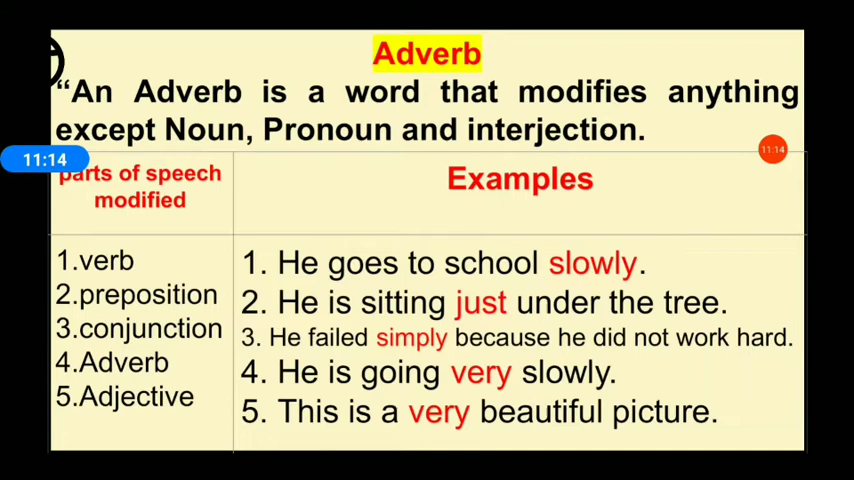 Adverb
“An Adverb is a word that modifies anything
except Noun, Pronoun and interjection.
11:14
11:14
parts of speech
modified
Examples
1.verb
2.preposition
3.conjunction
4.Adverb
5.Adjective
1. He goes to school slowly.
2. He is sitting just under the tree.
3. He failed simply because he did not work hard.
4. He is going very slowly.
5. This is a very beautiful picture.